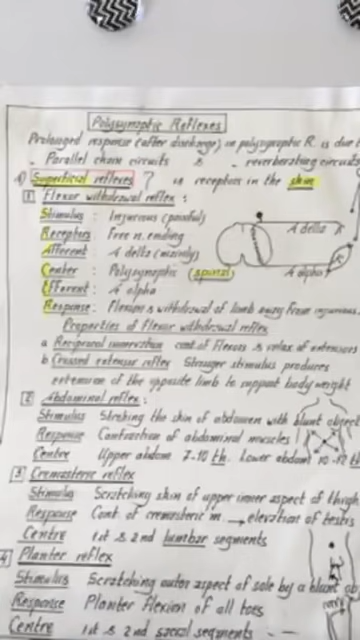 Polysynaptic Reflexes
Prolonged response (after discharge) in polysynaptic R. is due t
- Parallel chain circuits & - reverberating circuits
A) Superficial reflexes ? in receptors in the skin
1 Flexor withdrawal reflex :
Stimulus : Injurious (painful)
Receptors : Free n. ending
Afferent : A delta (mainly)
A delta
Center : Polysynaptic (spinal)
Efferent : A alpha
A alpha
Response : Flexion & withdrawal of limb away from injurious
Properties of flexor withdrawal reflex
a Reciprocal innervation cont of flexors & relax of extensors
b Crossed extensor reflex Stronger stimulus produces
extension of the opposite limb to support body weight
2 Abdominal reflex :
Stimulus Stroking the skin of abdomen with blunt object
Response Contraction of abdominal muscles
Centre Upper abdom 7-10 th. Lower abdom 10-12 th
3 Cremasteric reflex
Stimulus Scratching skin of upper inner aspect of thigh
Response Cont. of cremasteric m. → elevation of testis
Centre 1st & 2nd lumbar segments
4 Planter reflex
Stimulus Scratching outer aspect of sole by a blunt ob
Response Planter flexion of all toes
Centre 1st & 2nd sacral segments